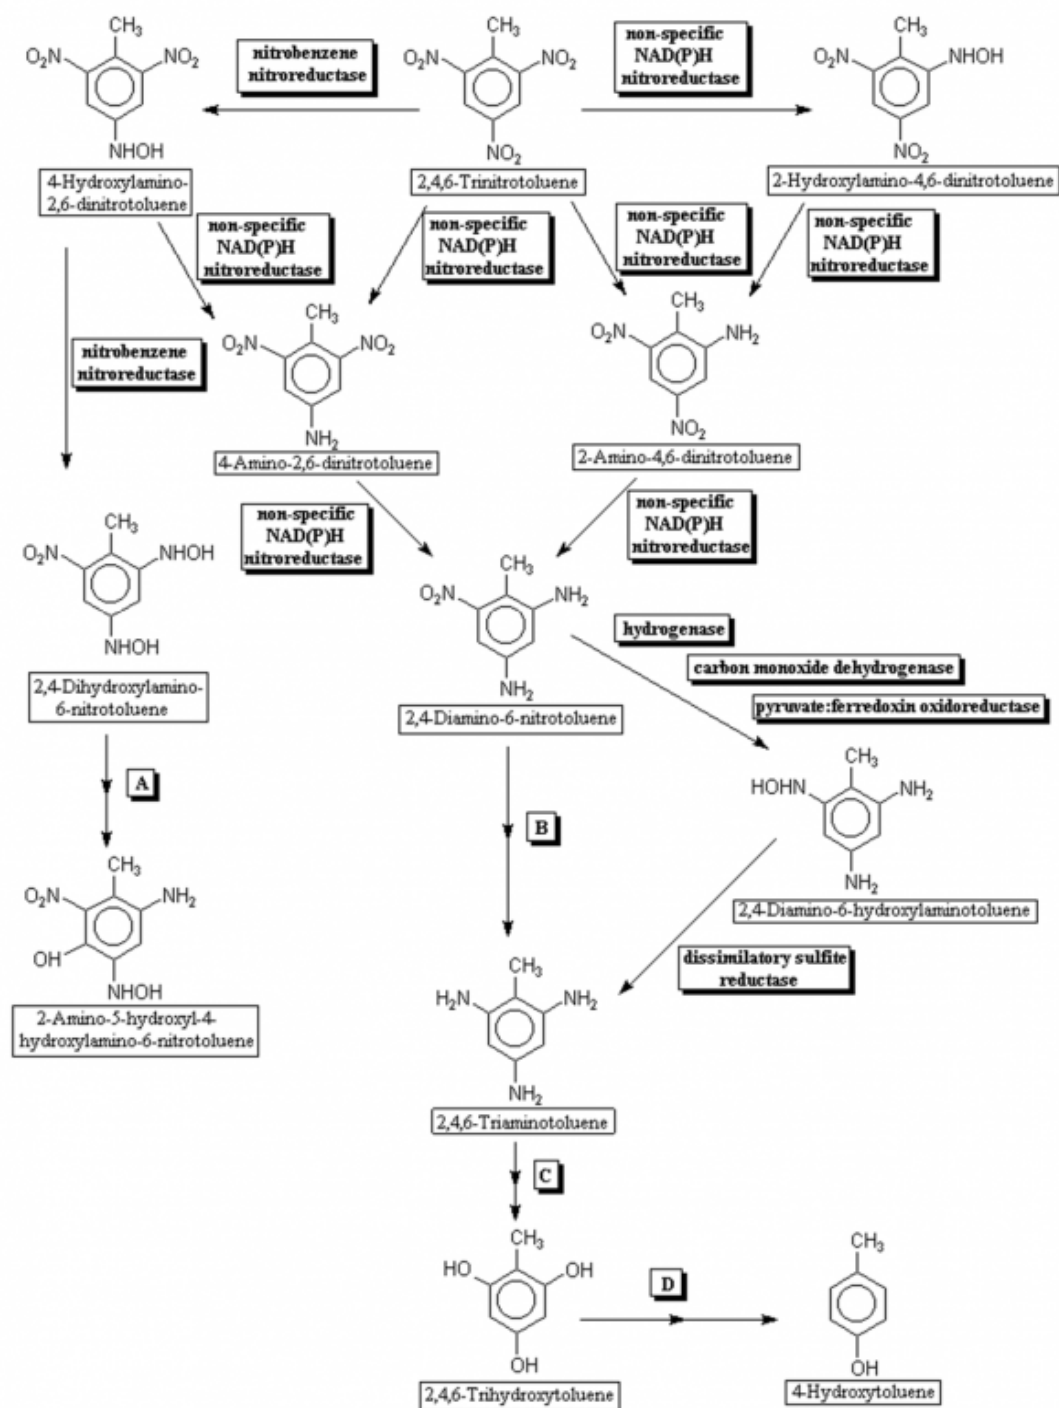 CH₃
O₂N
NO₂
NHOH
4-Hydroxylamino-
2,6-dinitrotoluene
nitrobenzene
nitroreductase
CH₃
O₂N
NO₂
NO₂
2,4,6-Trinitrotoluene
non-specific
NAD(P)H
nitroreductase
CH₃
O₂N
NHOH
NO₂
2-Hydroxylamino-4,6-dinitrotoluene
non-specific
NAD(P)H
nitroreductase
non-specific
NAD(P)H
nitroreductase
non-specific
NAD(P)H
nitroreductase
non-specific
NAD(P)H
nitroreductase
nitrobenzene
nitroreductase
CH₃
O₂N
NO₂
NH₂
4-Amino-2,6-dinitrotoluene
CH₃
O₂N
NH₂
NO₂
2-Amino-4,6-dinitrotoluene
non-specific
NAD(P)H
nitroreductase
non-specific
NAD(P)H
nitroreductase
CH₃
O₂N
NHOH
NHOH
2,4-Dihydroxylamino-
6-nitrotoluene
CH₃
O₂N
NH₂
NH₂
2,4-Diamino-6-nitrotoluene
hydrogenase
carbon monoxide dehydrogenase
pyruvate:ferredoxin oxidoreductase
A
B
CH₃
HOHN
NH₂
NH₂
2,4-Diamino-6-hydroxylaminotoluene
CH₃
O₂N
NH₂
OH
NHOH
2-Amino-5-hydroxyl-4-
hydroxylamino-6-nitrotoluene
dissimilatory sulfite
reductase
CH₃
H₂N
NH₂
NH₂
2,4,6-Triaminotoluene
C
CH₃
HO
OH
OH
2,4,6-Trihydroxytoluene
D
CH₃
OH
4-Hydroxytoluene